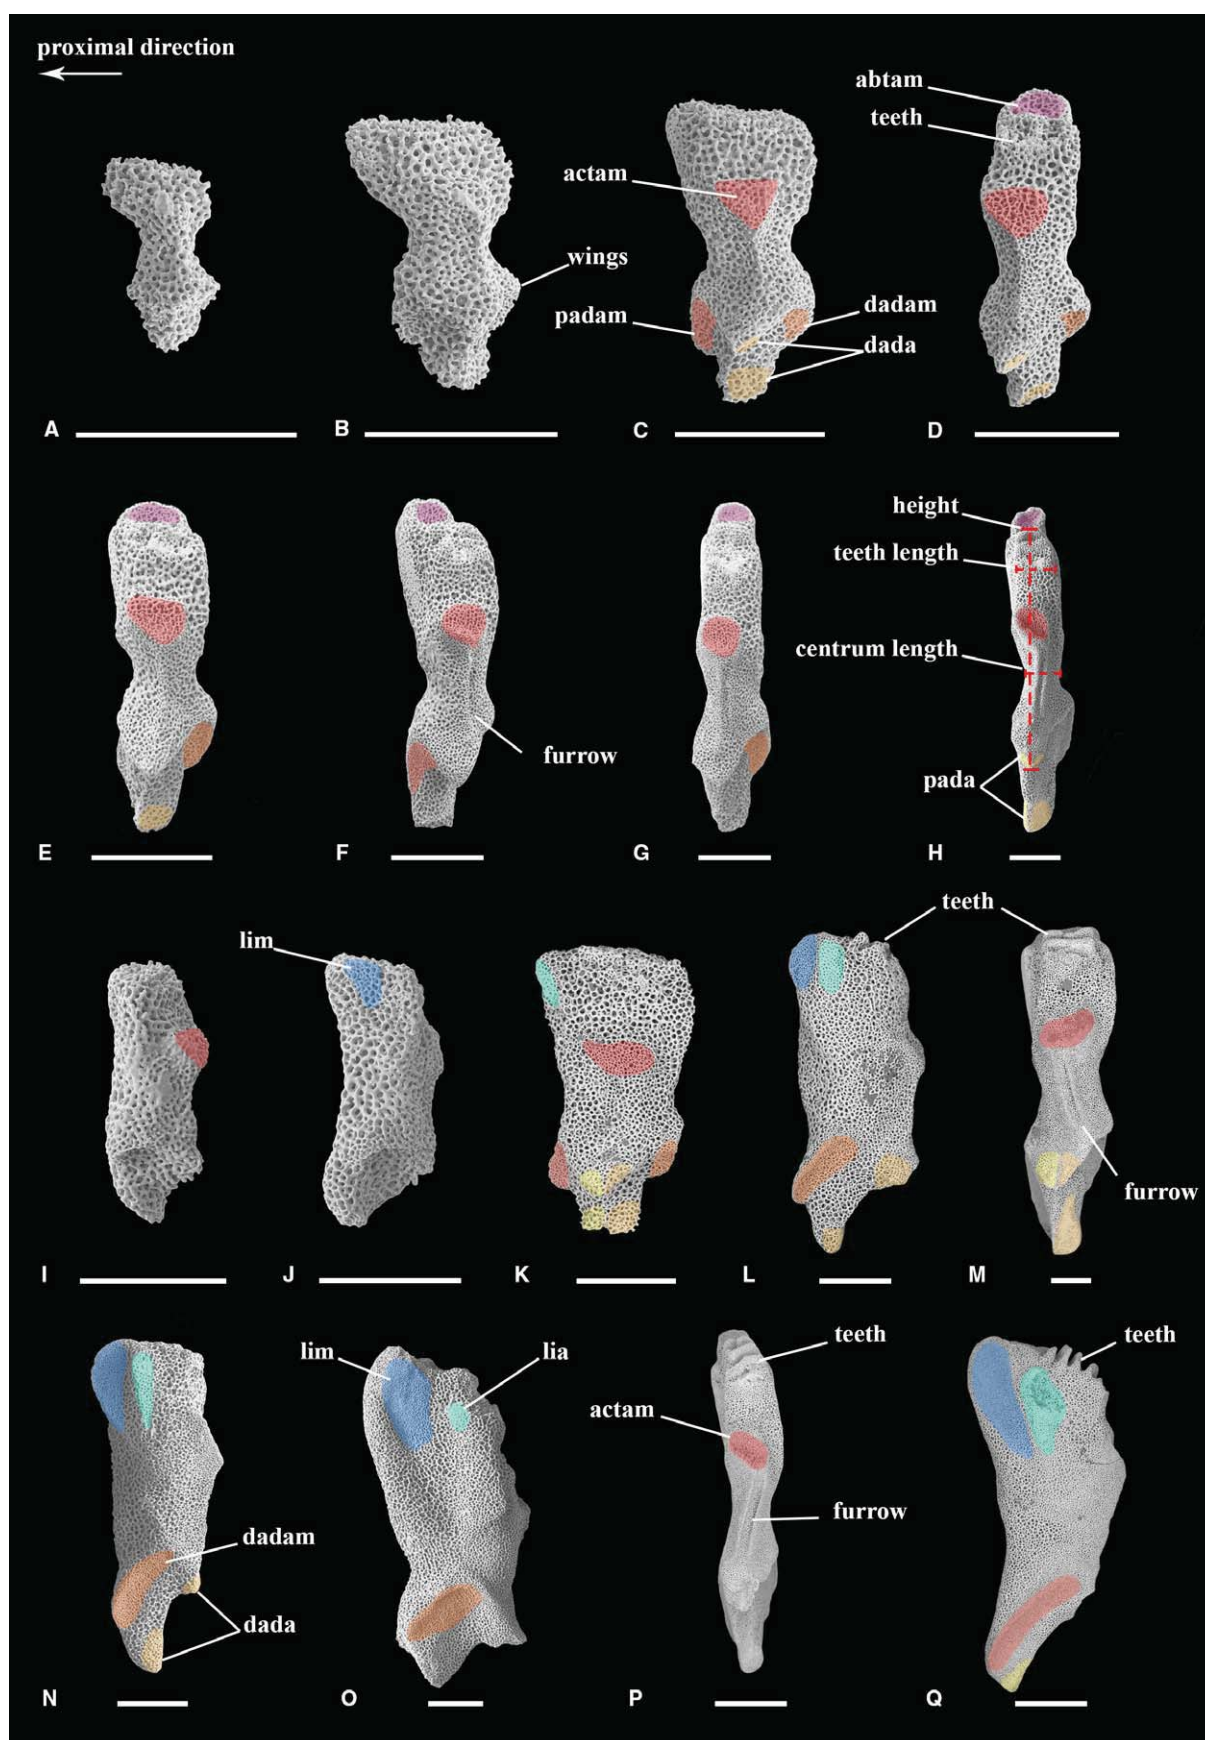 proximal direction
abtam
teeth
actam
wings
padam
dadam
dada
A B C D
height
teeth length
centrum length
furrow
pada
E F G H
teeth
lim
furrow
I J K L M
teeth
lim lia teeth
actam
furrow
dadam
dada
N O P Q